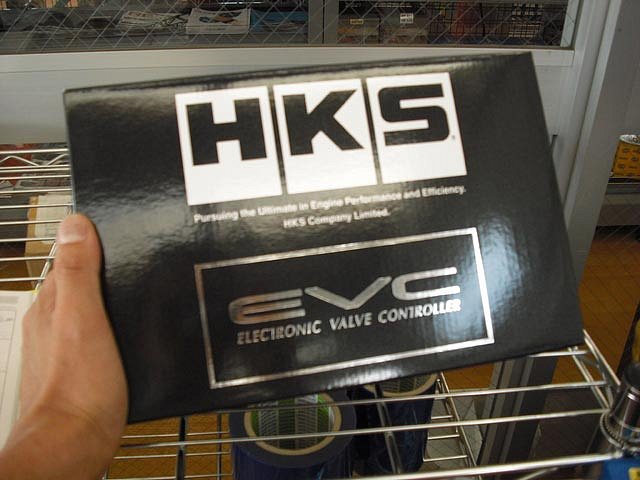 HKS
Pursuing the Ultimate in Engine Performance and Efficiency.
HKS Company Limited.
EVC
ELECTRONIC VALVE CONTROLLER